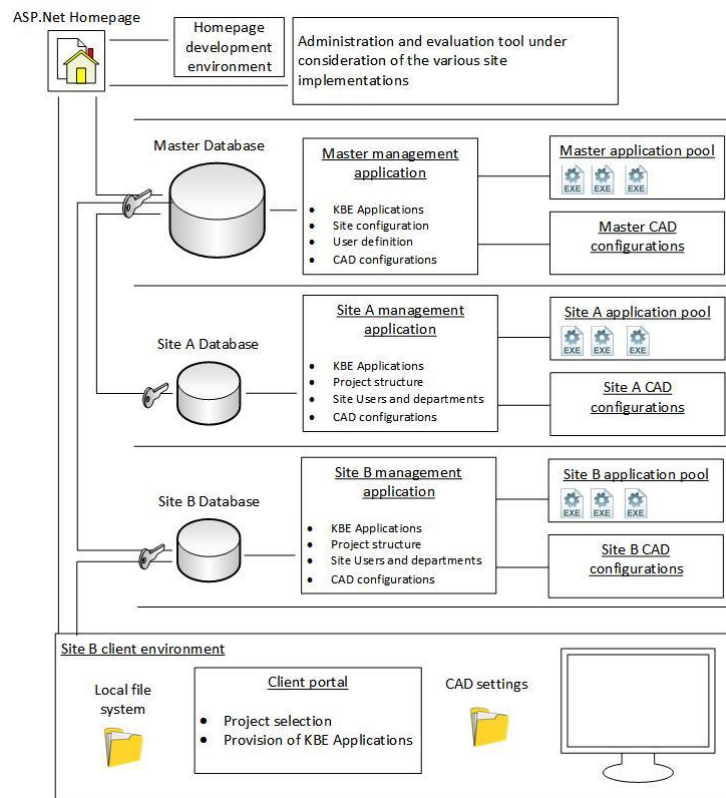 ASP.Net Homepage
Homepage
development
environment
Administration and evaluation tool under
consideration of the various site
implementations
Master Database
Master management
application
• KBE Applications
• Site configuration
• User definition
• CAD configurations
Master application pool
EXE EXE EXE
Master CAD
configurations
Site A Database
Site A management
application
• KBE Applications
• Project structure
• Site Users and departments
• CAD configurations
Site A application pool
EXE EXE EXE
Site A CAD
configurations
Site B Database
Site B management
application
• KBE Applications
• Project structure
• Site Users and departments
• CAD configurations
Site B application pool
EXE EXE EXE
Site B CAD
configurations
Site B client environment
Local file
system
Client portal
• Project selection
• Provision of KBE Applications
CAD settings